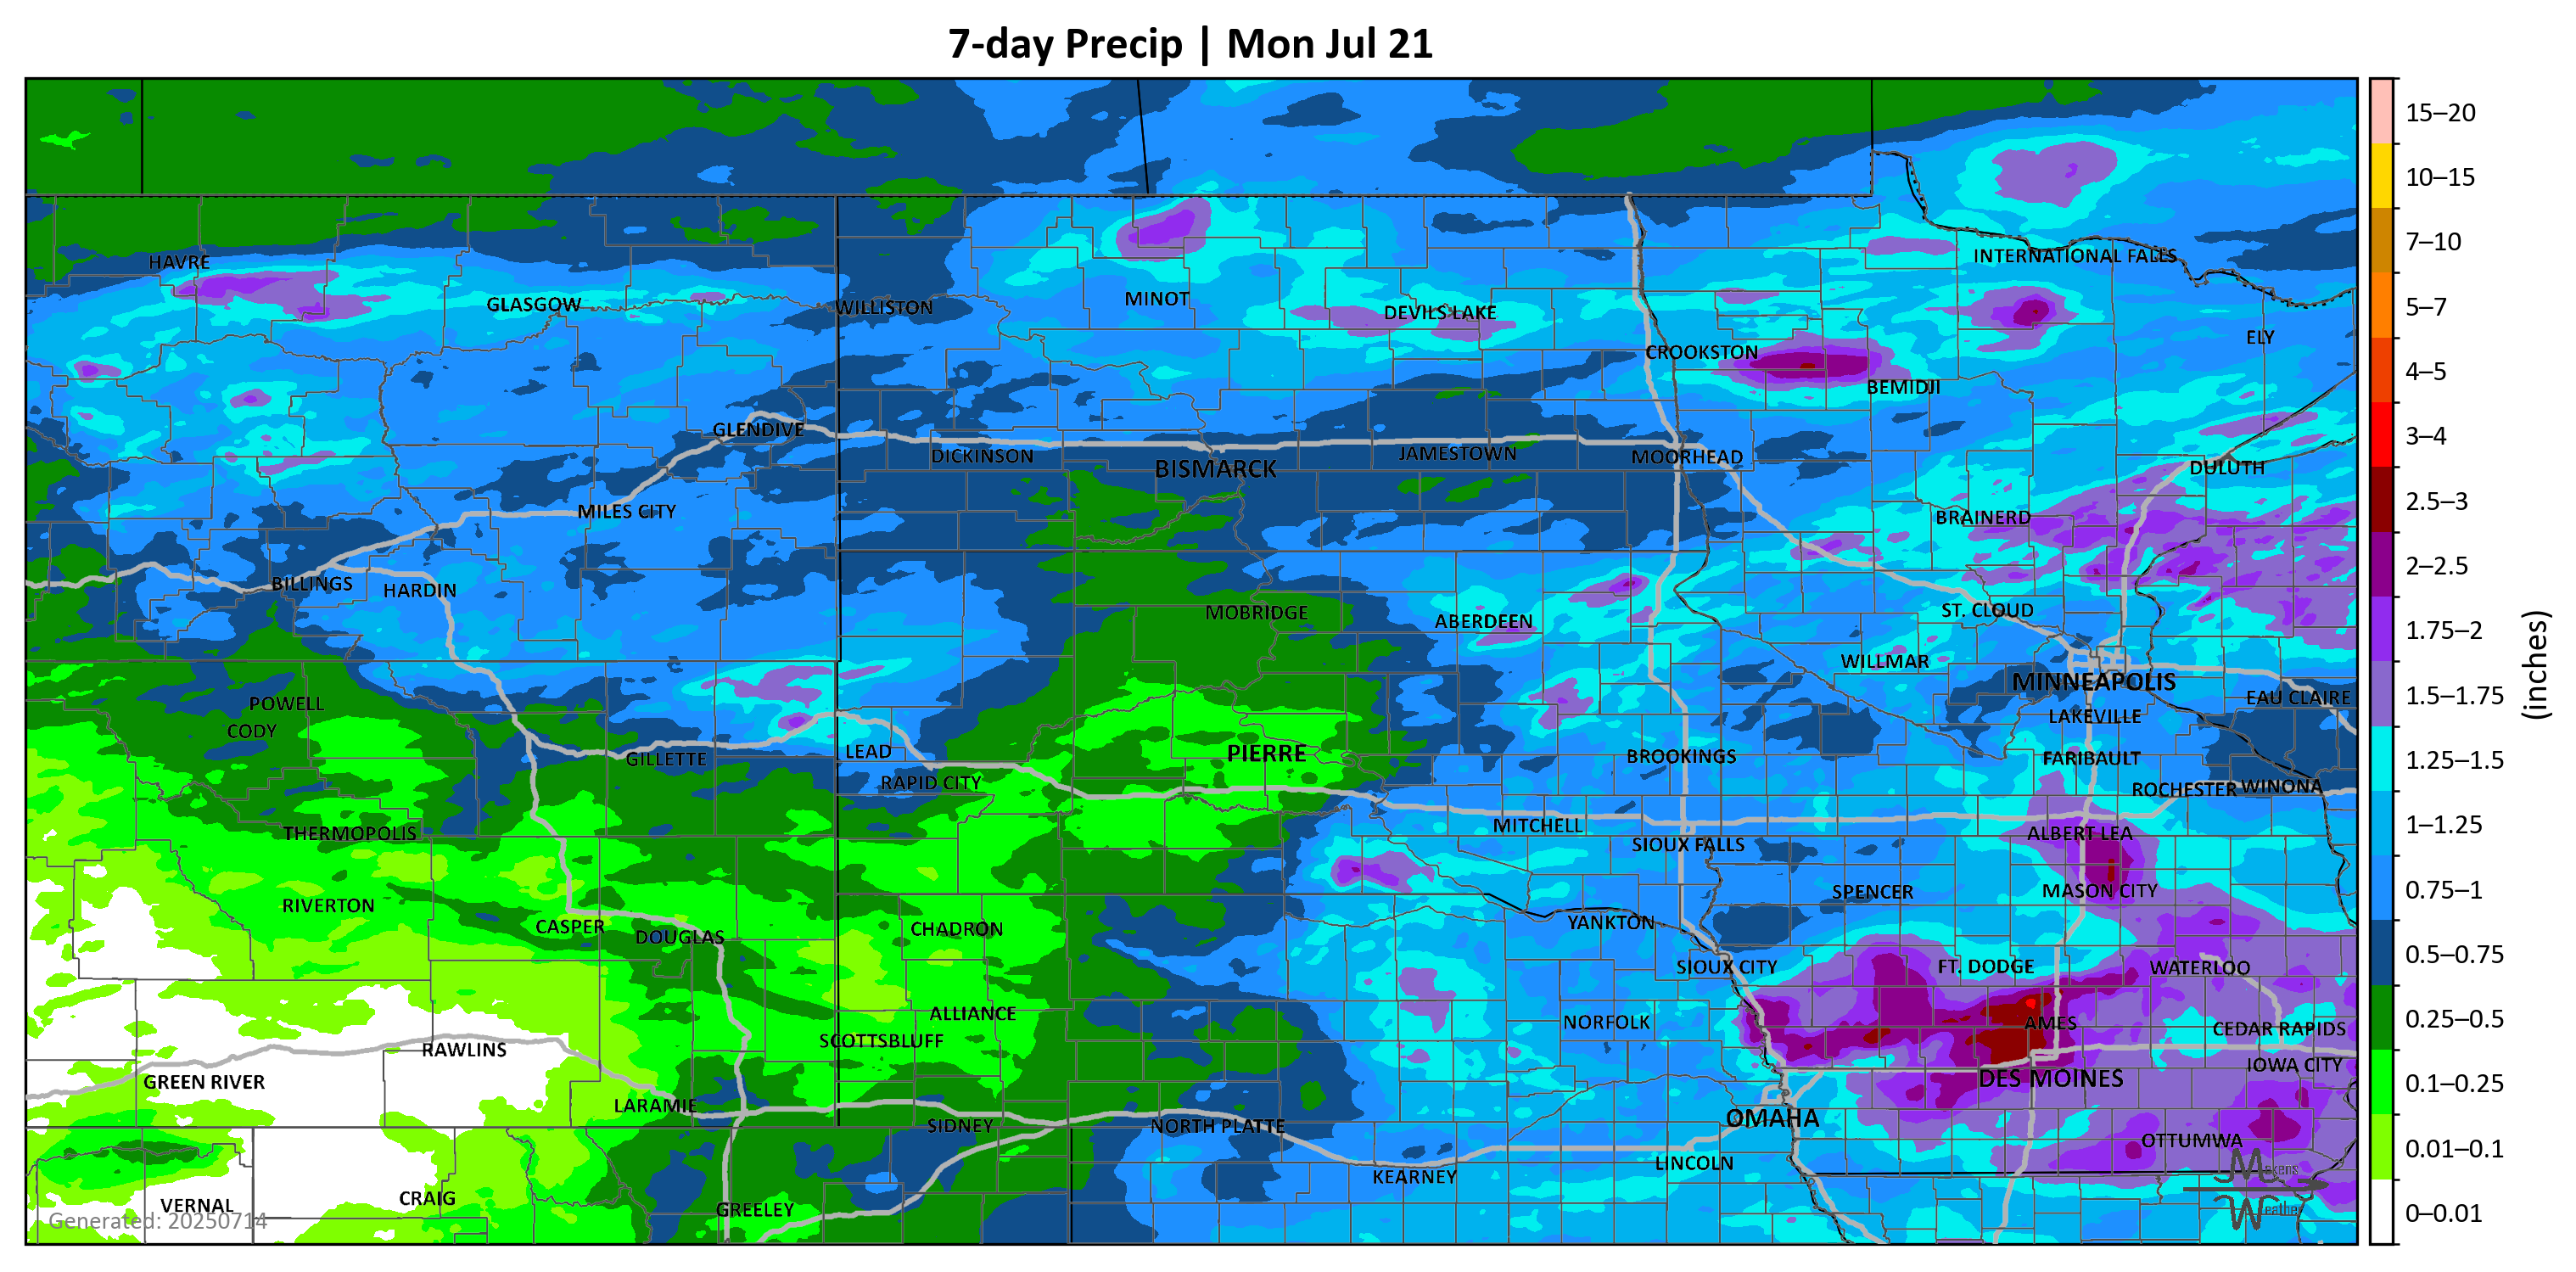 7-day Precip | Mon Jul 21
15–20
10–15
7–10
5–7
4–5
3–4
2.5–3
2–2.5
1.75–2
1.5–1.75
1.25–1.5
1–1.25
0.75–1
0.5–0.75
0.25–0.5
0.1–0.25
0.01–0.1
0–0.01
(inches)
HAVRE
INTERNATIONAL FALLS
GLASGOW
WILLISTON
MINOT
DEVILS LAKE
ELY
CROOKSTON
BEMIDJI
GLENDIVE
DICKINSON
BISMARCK
JAMESTOWN
MOORHEAD
DULUTH
MILES CITY
BRAINERD
BILLINGS
HARDIN
MOBRIDGE
ABERDEEN
ST. CLOUD
WILLMAR
MINNEAPOLIS
EAU CLAIRE
POWELL
CODY
LAKEVILLE
GILLETTE
LEAD
PIERRE
BROOKINGS
FARIBAULT
RAPID CITY
ROCHESTER
WINONA
THERMOPOLIS
MITCHELL
ALBERT LEA
SIOUX FALLS
RIVERTON
SPENCER
MASON CITY
CASPER
DOUGLAS
CHADRON
YANKTON
SIOUX CITY
FT. DODGE
WATERLOO
ALLIANCE
NORFOLK
AMES
CEDAR RAPIDS
RAWLINS
SCOTTSBLUFF
IOWA CITY
GREEN RIVER
DES MOINES
LARAMIE
SIDNEY
NORTH PLATTE
OMAHA
OTTUMWA
KEARNEY
LINCOLN
VERNAL
CRAIG
GREELEY
Makens
Weather
Generated: 20250714